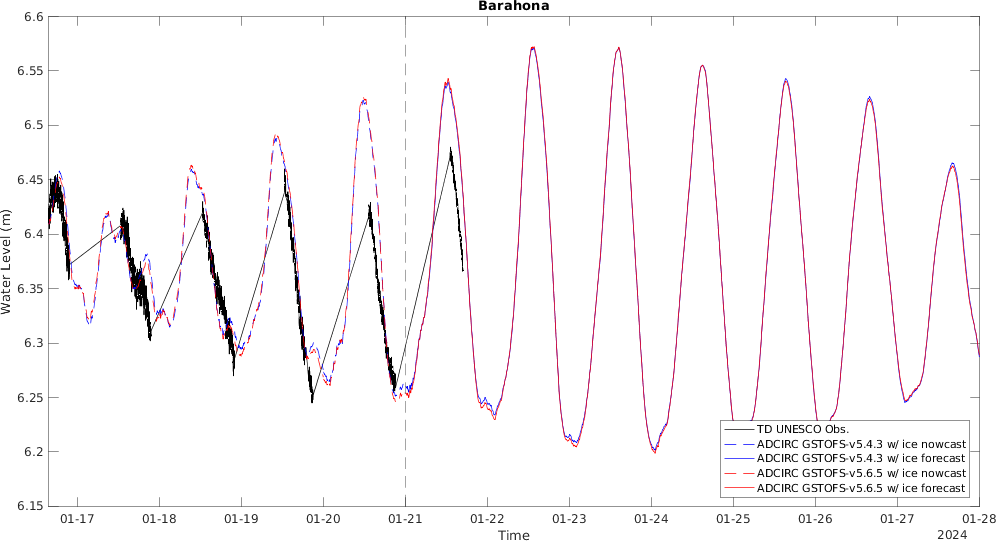 Barahona
6.6
6.55
6.5
6.45
6.4
6.35
6.3
6.25
6.2
6.15
Water Level (m)
TD UNESCO Obs.
ADCIRC GSTOFS-v5.4.3 w/ ice nowcast
ADCIRC GSTOFS-v5.4.3 w/ ice forecast
ADCIRC GSTOFS-v5.6.5 w/ ice nowcast
ADCIRC GSTOFS-v5.6.5 w/ ice forecast
01-17 01-18 01-19 01-20 01-21 01-22 01-23 01-24 01-25 01-26 01-27 01-28
Time
2024